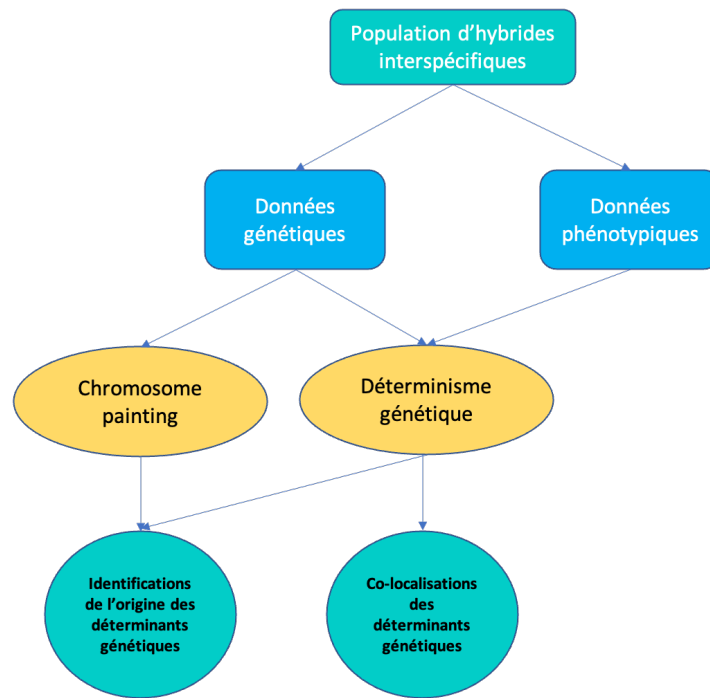 Population d'hybrides
interspécifiques
Données
génétiques
Données
phénotypiques
Chromosome
painting
Déterminisme
génétique
Identifications
de l'origine des
déterminants
génétiques
Co-localisations
des
déterminants
génétiques